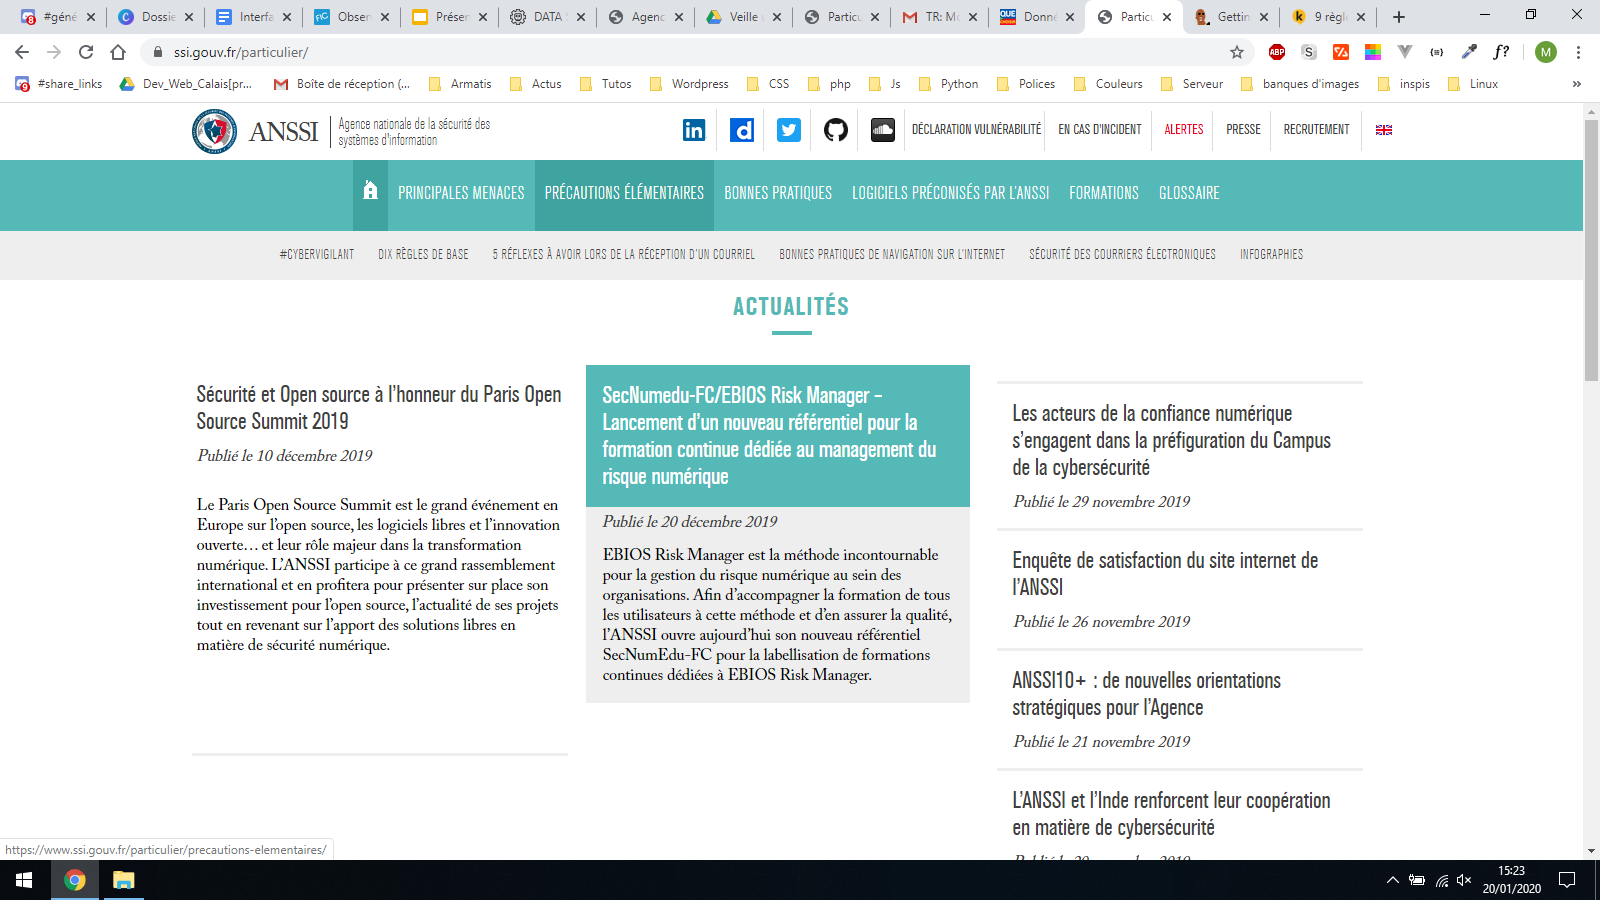 #géné
Dossie
Interfa
Obser
Préser
DATA
Agenc
Veille
Particu
TR: Mo
Donné
Particu
Gettin
9 règle
ssi.gouv.fr/particulier/
#share_links
Dev_Web_Calais[pr...
Boîte de réception (...
Armatis
Actus
Tutos
Wordpress
CSS
php
Js
Python
Polices
Couleurs
Serveur
banques d'images
inspis
Linux
»
ANSSI
Agence nationale de la sécurité des
systèmes d'information
DÉCLARATION VULNÉRABILITÉ
EN CAS D'INCIDENT
ALERTES
PRESSE
RECRUTEMENT
PRINCIPALES MENACES
PRÉCAUTIONS ÉLÉMENTAIRES
BONNES PRATIQUES
LOGICIELS PRÉCONISÉS PAR L'ANSSI
FORMATIONS
GLOSSAIRE
#CYBERVIGILANT
DIX RÈGLES DE BASE
5 RÉFLEXES À AVOIR LORS DE LA RÉCEPTION D'UN COURRIEL
BONNES PRATIQUES DE NAVIGATION SUR L'INTERNET
SÉCURITÉ DES COURRIERS ÉLECTRONIQUES
INFOGRAPHIES
ACTUALITÉS
Sécurité et Open source à l'honneur du Paris Open
Source Summit 2019
Publié le 10 décembre 2019
Le Paris Open Source Summit est le grand événement en
Europe sur l'open source, les logiciels libres et l'innovation
ouverte… et leur rôle majeur dans la transformation
numérique. L'ANSSI participe à ce grand rassemblement
international et en profitera pour présenter sur place son
investissement pour l'open source, l'actualité de ses projets
tout en revenant sur l'apport des solutions libres en
matière de sécurité numérique.
SecNumedu-FC/EBIOS Risk Manager –
Lancement d'un nouveau référentiel pour la
formation continue dédiée au management du
risque numérique
Publié le 20 décembre 2019
EBIOS Risk Manager est la méthode incontournable
pour la gestion du risque numérique au sein des
organisations. Afin d'accompagner la formation de tous
les utilisateurs à cette méthode et d'en assurer la qualité,
l'ANSSI ouvre aujourd'hui son nouveau référentiel
SecNumEdu-FC pour la labellisation de formations
continues dédiées à EBIOS Risk Manager.
Les acteurs de la confiance numérique
s'engagent dans la préfiguration du Campus
de la cybersécurité
Publié le 29 novembre 2019
Enquête de satisfaction du site internet de
l'ANSSI
Publié le 26 novembre 2019
ANSSI10+ : de nouvelles orientations
stratégiques pour l'Agence
Publié le 21 novembre 2019
L'ANSSI et l'Inde renforcent leur coopération
en matière de cybersécurité
https://www.ssi.gouv.fr/particulier/precautions-elementaires/
15:23
20/01/2020